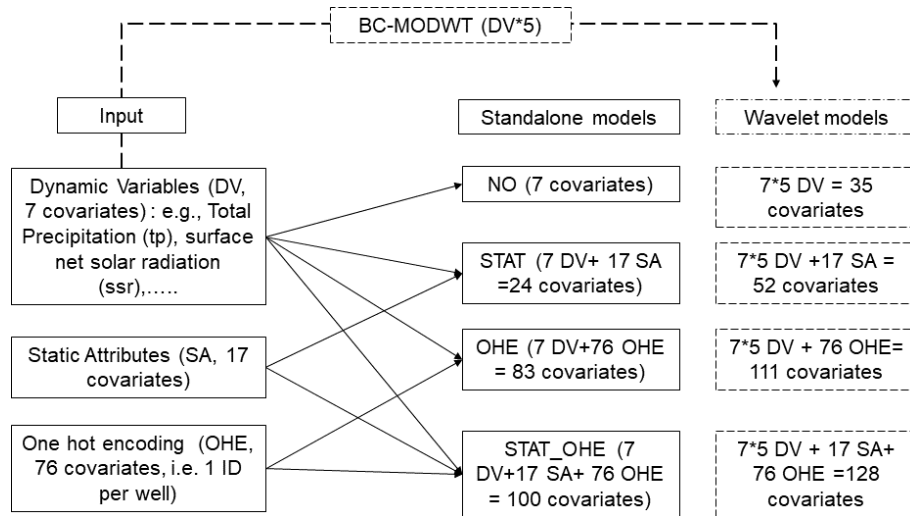 BC-MODWT (DV*5)
Input
Standalone models
Wavelet models
Dynamic Variables (DV,
7 covariates) : e.g., Total
Precipitation (tp), surface
net solar radiation
(ssr),.....
NO (7 covariates)
7*5 DV = 35
covariates
STAT (7 DV+ 17 SA
=24 covariates)
7*5 DV +17 SA =
52 covariates
Static Attributes (SA, 17
covariates)
OHE (7 DV+76 OHE
= 83 covariates)
7*5 DV + 76 OHE=
111 covariates
One hot encoding (OHE,
76 covariates, i.e. 1 ID
per well)
STAT_OHE (7
DV+17 SA+ 76 OHE
= 100 covariates)
7*5 DV + 17 SA+
76 OHE =128
covariates